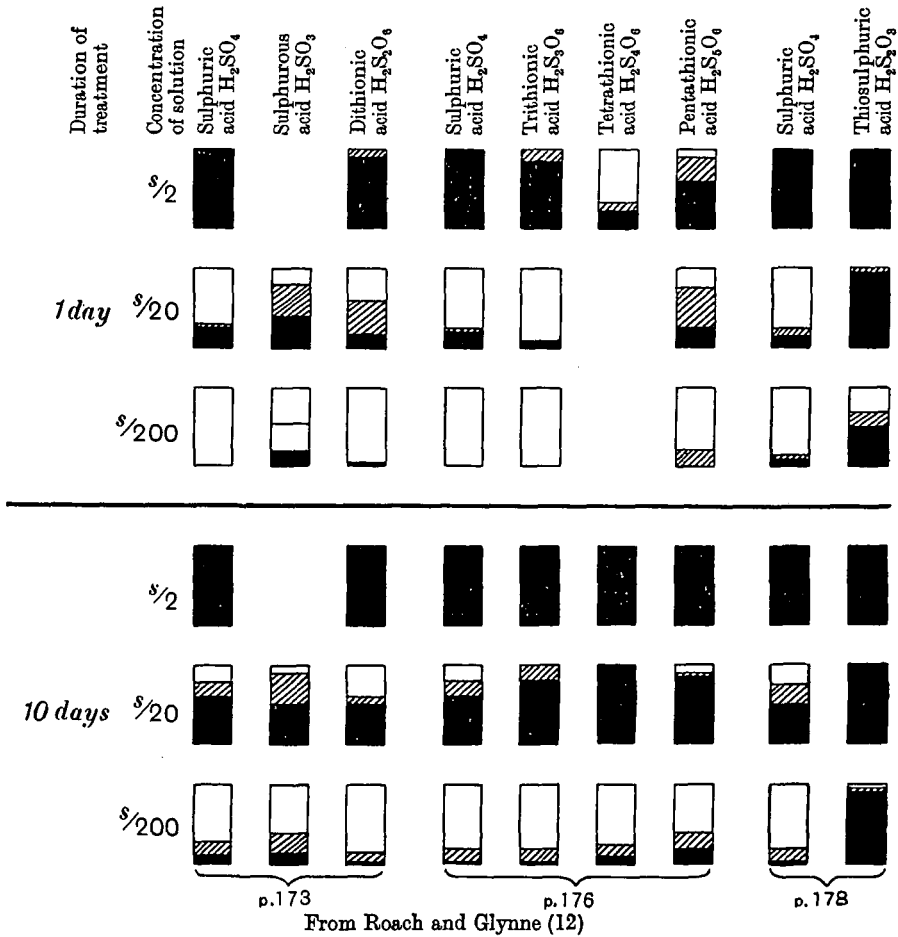 Duration of
treatment
Concentration
of solution
Sulphuric
acid H₂SO₄
Sulphurous
acid H₂SO₃
Dithionic
acid H₂S₂O₆
Sulphuric
acid H₂SO₄
Trithionic
acid H₂S₃O₆
Tetrathionic
acid H₂S₄O₆
Pentathionic
acid H₂S₅O₆
Sulphuric
acid H₂SO₄
Thiosulphuric
acid H₂S₂O₃
s/2
1 day s/20
s/200
s/2
10 days s/20
s/200
p.173 p.176 p.178
From Roach and Glynne (12)